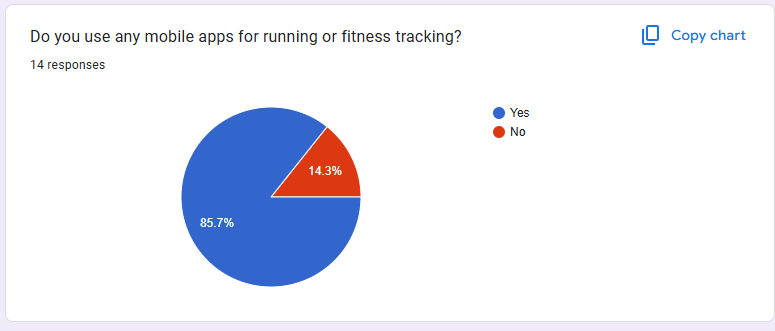 Do you use any mobile apps for running or fitness tracking?
Copy chart
14 responses
Yes
No
14.3%
85.7%